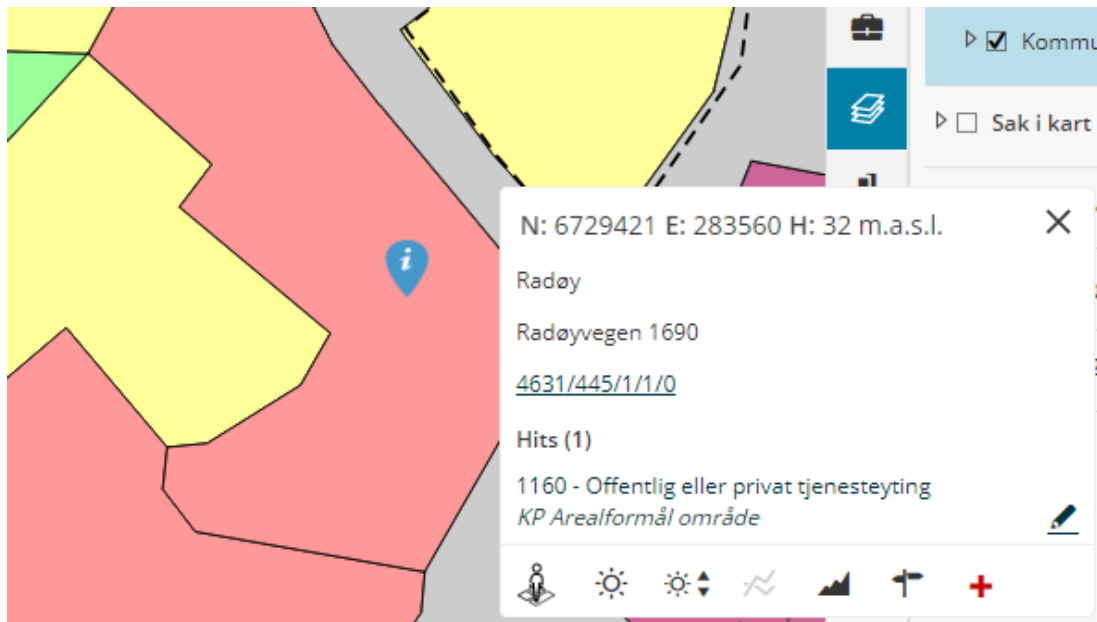 Kommu
Sak i kart
N: 6729421 E: 283560 H: 32 m.a.s.l.
Radøy
Radøyvegen 1690
4631/445/1/1/0
Hits (1)
1160 - Offentlig eller privat tjenesteyting
KP Arealformål område